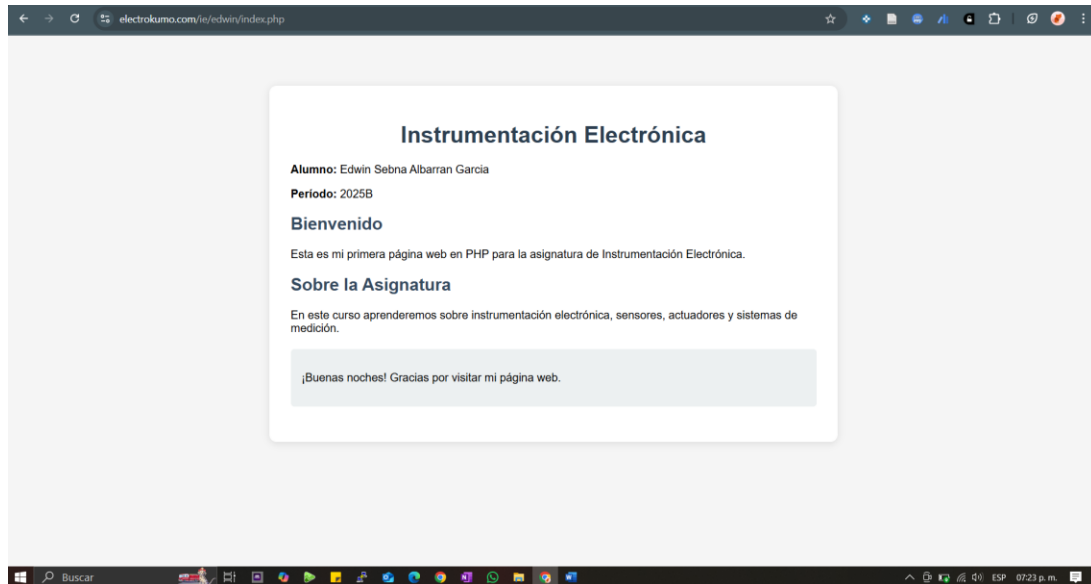 electrokumo.com/ie/edwin/index.php
Instrumentación Electrónica
Alumno: Edwin Sebna Albarran Garcia
Período: 2025B
Bienvenido
Esta es mi primera página web en PHP para la asignatura de Instrumentación Electrónica.
Sobre la Asignatura
En este curso aprenderemos sobre instrumentación electrónica, sensores, actuadores y sistemas de
medición.
¡Buenas noches! Gracias por visitar mi página web.
Buscar
ESP 07:23 p. m.